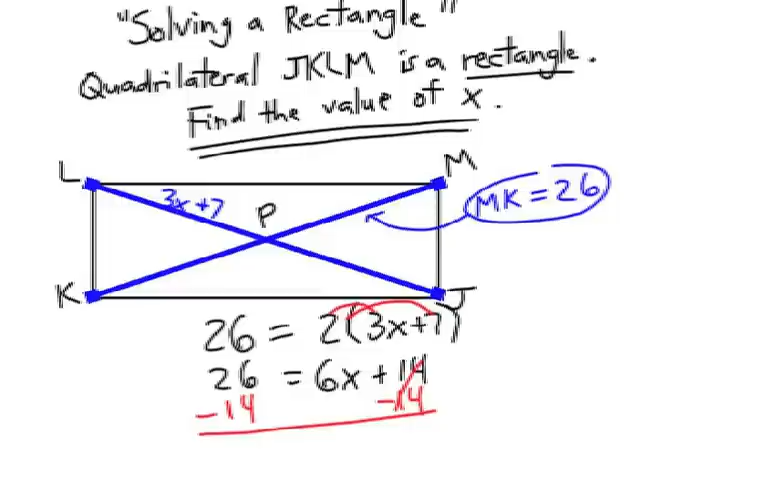 "Solving a Rectangle"
Quadrilateral JKLM is a rectangle.
Find the value of x.
L
M
3x+7
P
MK = 26
K
J
26 = 2(3x+7)
26 = 6x + 14
-14 -14